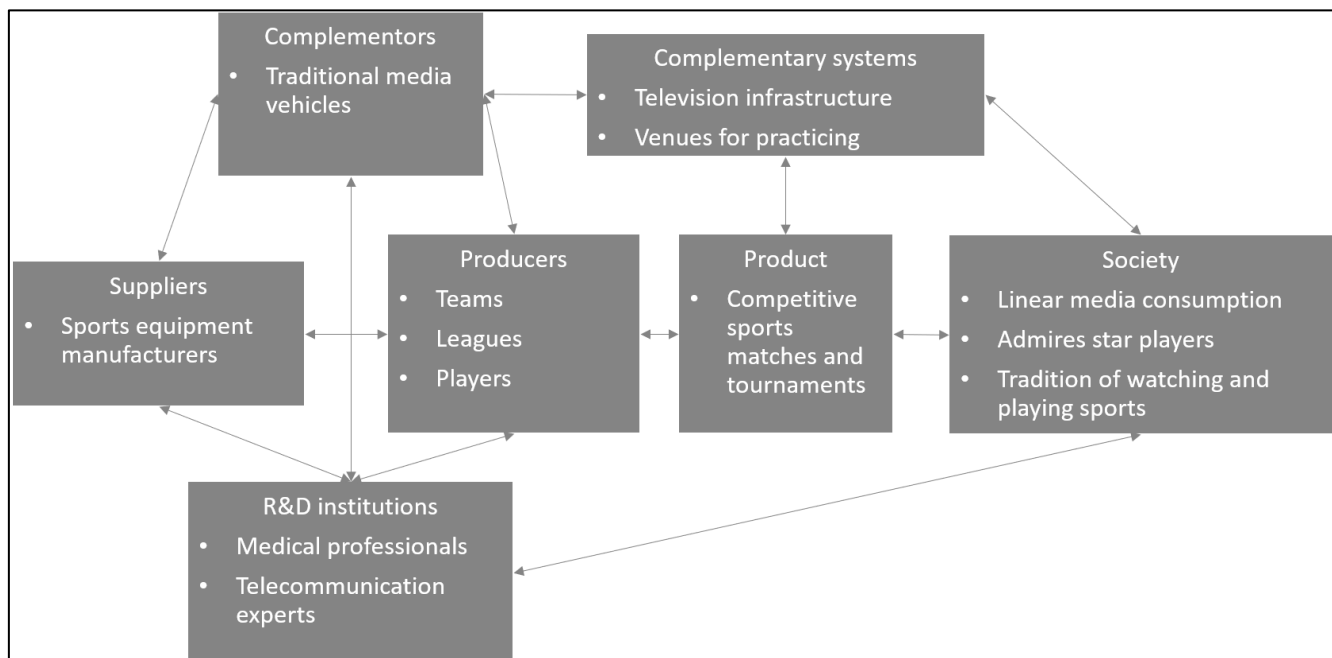 Complementors
• Traditional media
vehicles
Complementary systems
• Television infrastructure
• Venues for practicing
Suppliers
• Sports equipment
manufacturers
Producers
• Teams
• Leagues
• Players
Product
• Competitive
sports
matches and
tournaments
Society
• Linear media consumption
• Admires star players
• Tradition of watching and
playing sports
R&D institutions
• Medical professionals
• Telecommunication
experts